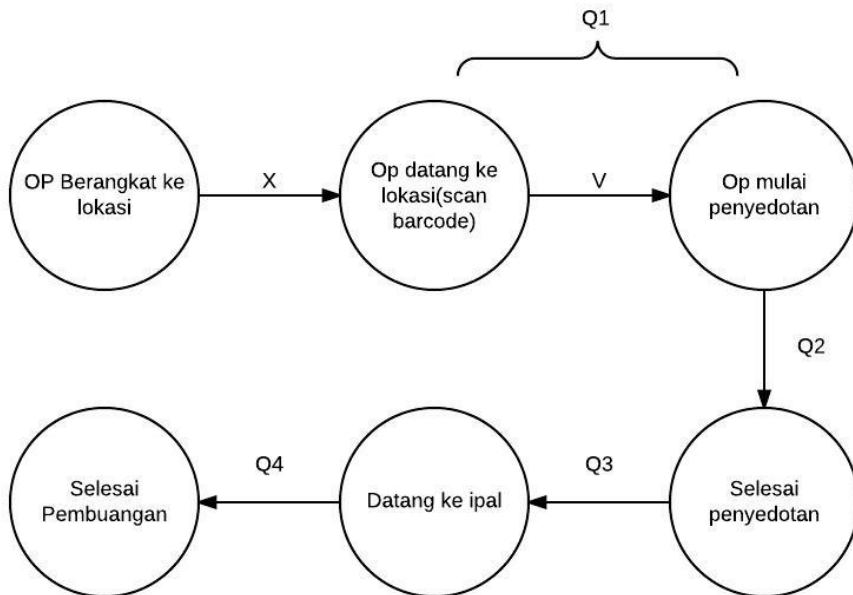 Q1
OP Berangkat ke
lokasi
X
Op datang ke
lokasi(scan
barcode)
V
Op mulai
penyedotan
Q2
Selesai
Pembuangan
Q4
Datang ke ipal
Q3
Selesai
penyedotan